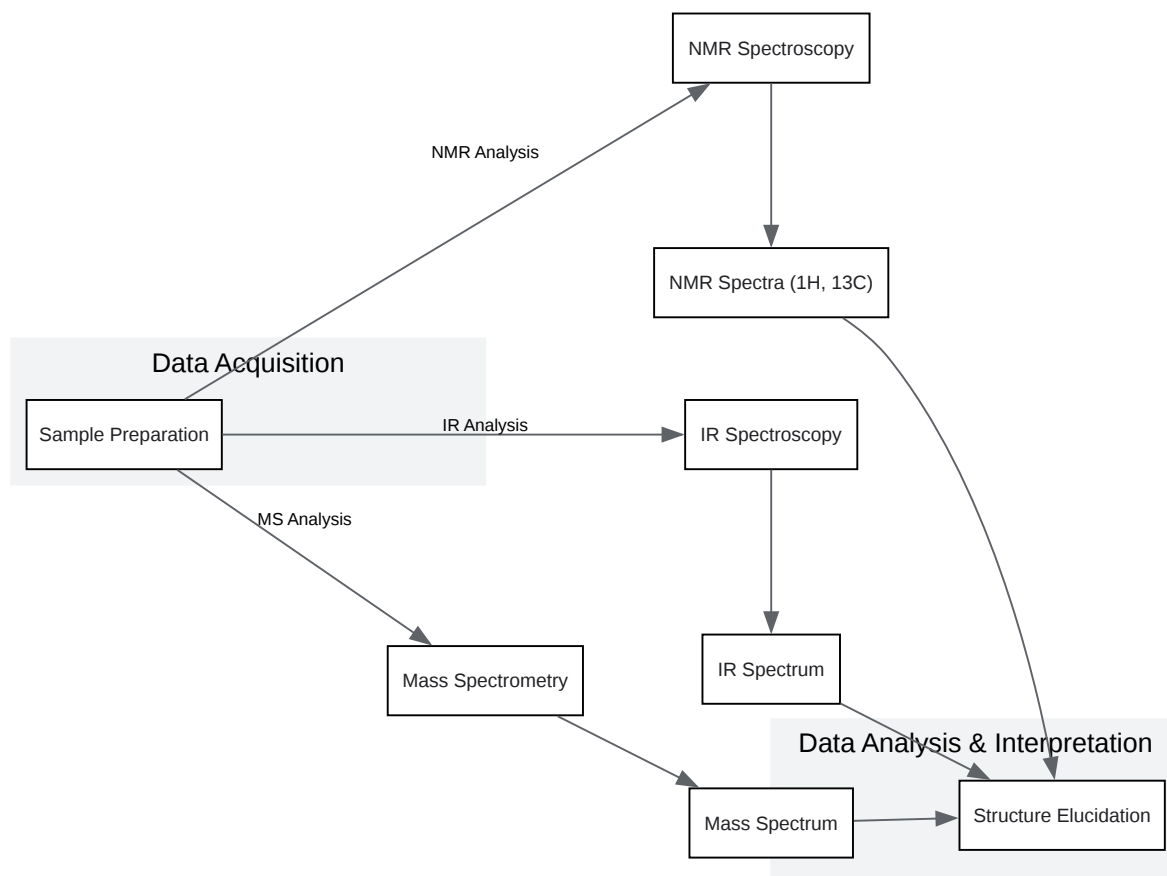 NMR Spectroscopy
NMR Analysis
NMR Spectra (1H, 13C)
Data Acquisition
Sample Preparation
IR Analysis
IR Spectroscopy
MS Analysis
Mass Spectrometry
IR Spectrum
Data Analysis & Interpretation
Mass Spectrum
Structure Elucidation